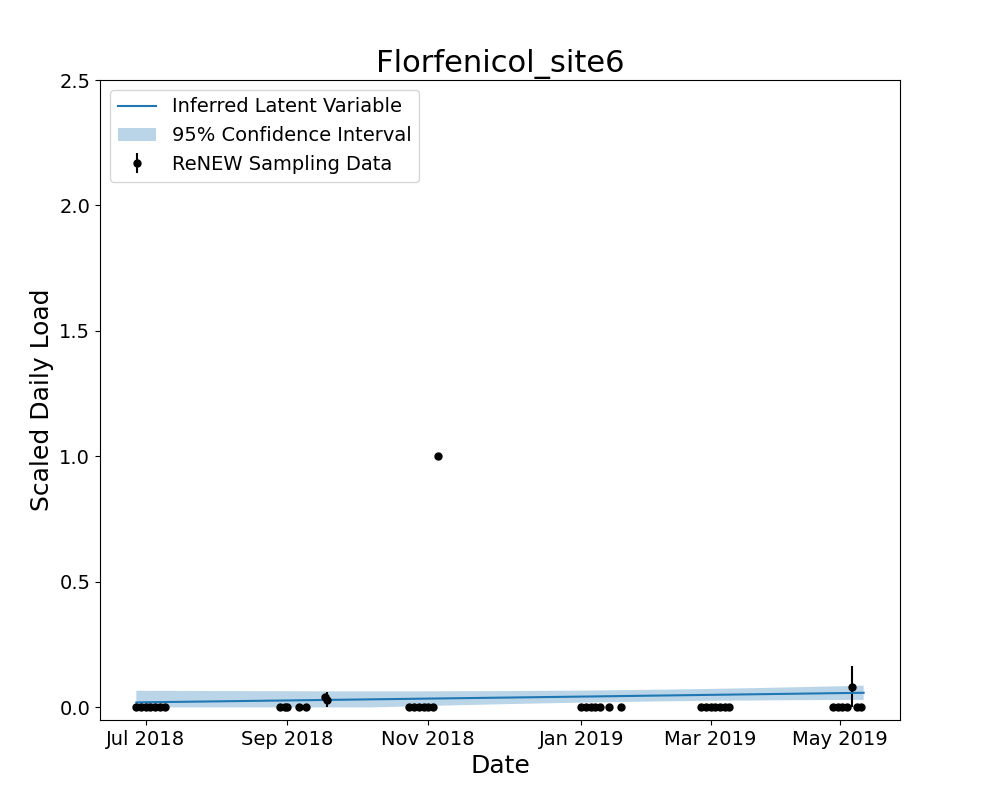 Florfenicol_site6
Inferred Latent Variable
95% Confidence Interval
ReNEW Sampling Data
Scaled Daily Load
2.5
2.0
1.5
1.0
0.5
0.0
Jul 2018 Sep 2018 Nov 2018 Jan 2019 Mar 2019 May 2019
Date